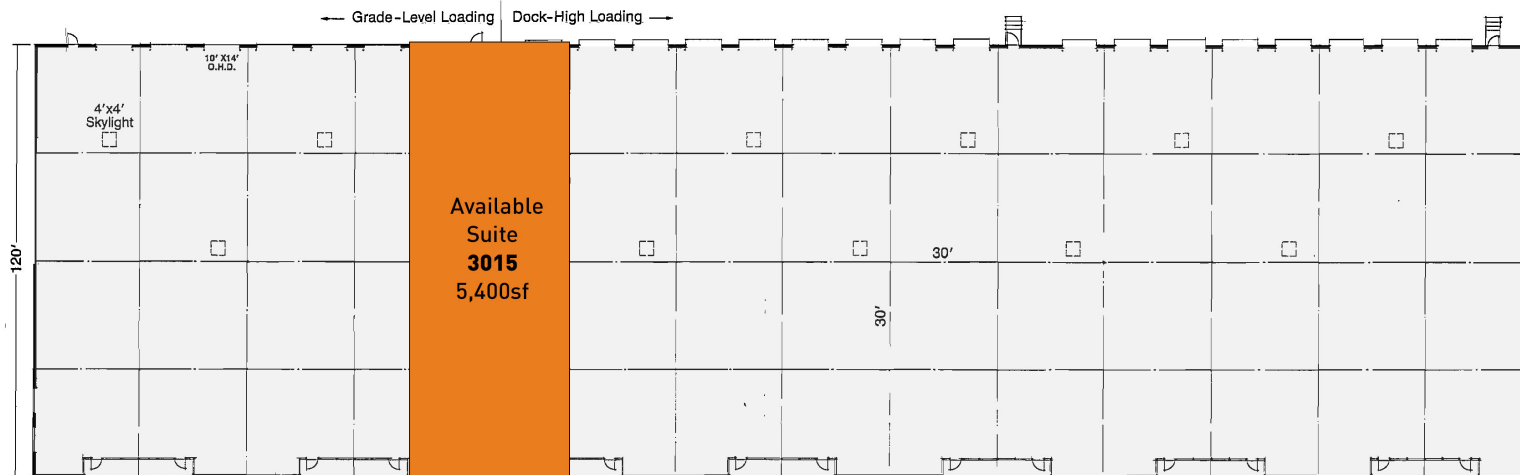 Grade-Level Loading
Dock-High Loading
10' X14'
O.H.D.
4'x4'
Skylight
Available
Suite
3015
5,400sf
120'
30'
30'